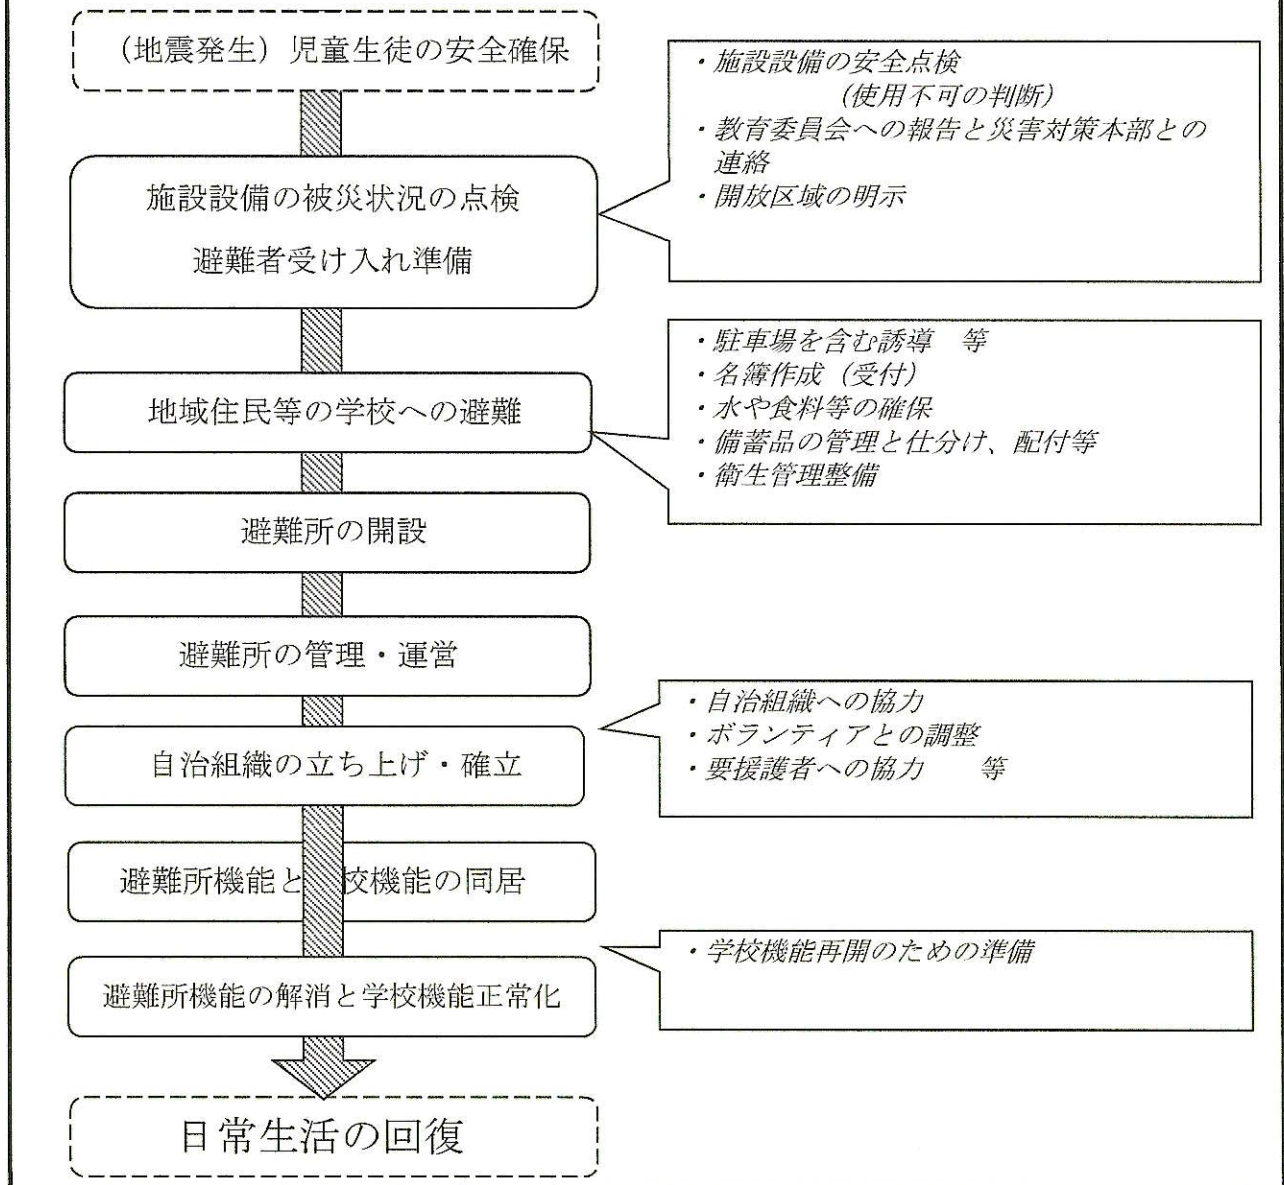 （地震発生）児童生徒の安全確保
・施設設備の安全点検
（使用不可の判断）
・教育委員会への報告と災害対策本部との
連絡
・開放区域の明示
施設設備の被災状況の点検
避難者受け入れ準備
・駐車場を含む誘導　等
・名簿作成（受付）
・水や食料等の確保
・備蓄品の管理と仕分け、配付等
・衛生管理整備
地域住民等の学校への避難
避難所の開設
避難所の管理・運営
・自治組織への協力
・ボランティアとの調整
・要援護者への協力　　等
自治組織の立ち上げ・確立
避難所機能と 校機能の同居
・学校機能再開のための準備
避難所機能の解消と学校機能正常化
日常生活の回復